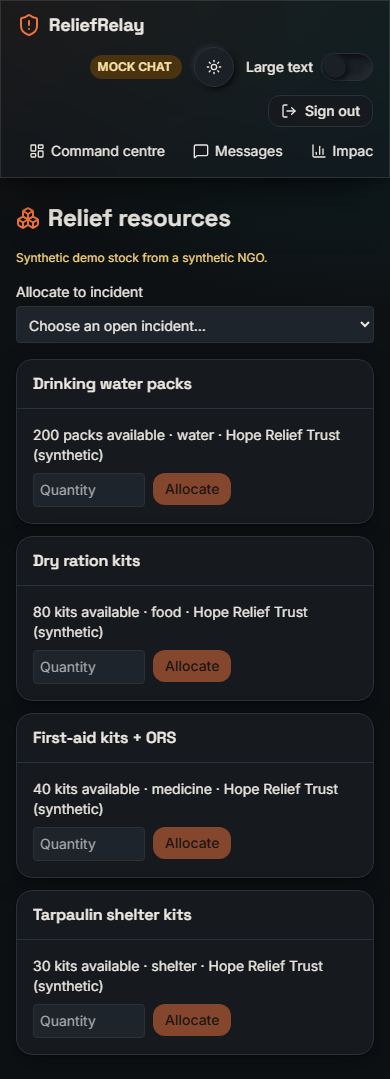 ReliefRelay
MOCK CHAT
Large text
Sign out
Command centre
Messages
Impac
Relief resources
Synthetic demo stock from a synthetic NGO.
Allocate to incident
Choose an open incident...
Drinking water packs
200 packs available · water · Hope Relief Trust
(synthetic)
Quantity
Allocate
Dry ration kits
80 kits available · food · Hope Relief Trust
(synthetic)
Quantity
Allocate
First-aid kits + ORS
40 kits available · medicine · Hope Relief Trust
(synthetic)
Quantity
Allocate
Tarpaulin shelter kits
30 kits available · shelter · Hope Relief Trust
(synthetic)
Quantity
Allocate